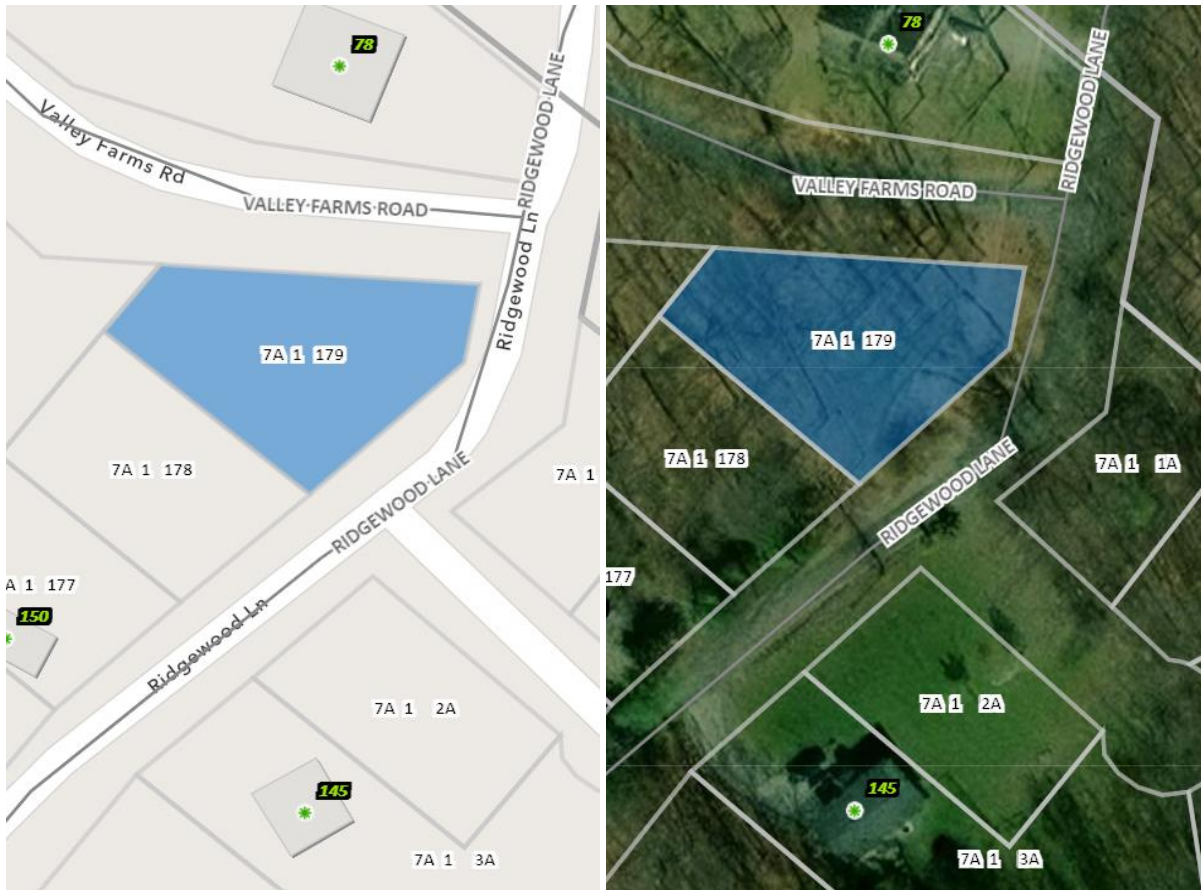 78
RIDGEWOOD LANE
Valley Farms Rd
VALLEY FARMS ROAD
Ridgewood Ln
7A 1 179
7A 1 178
RIDGEWOOD LANE
7A 1
A 1 177
150
Ridgewood Ln
7A 1 2A
145
7A 1 3A
78
RIDGEWOOD LANE
VALLEY FARMS ROAD
7A 1 179
7A 1 178
7A 1 1A
RIDGEWOOD LANE
177
7A 1 2A
145
7A 1 3A